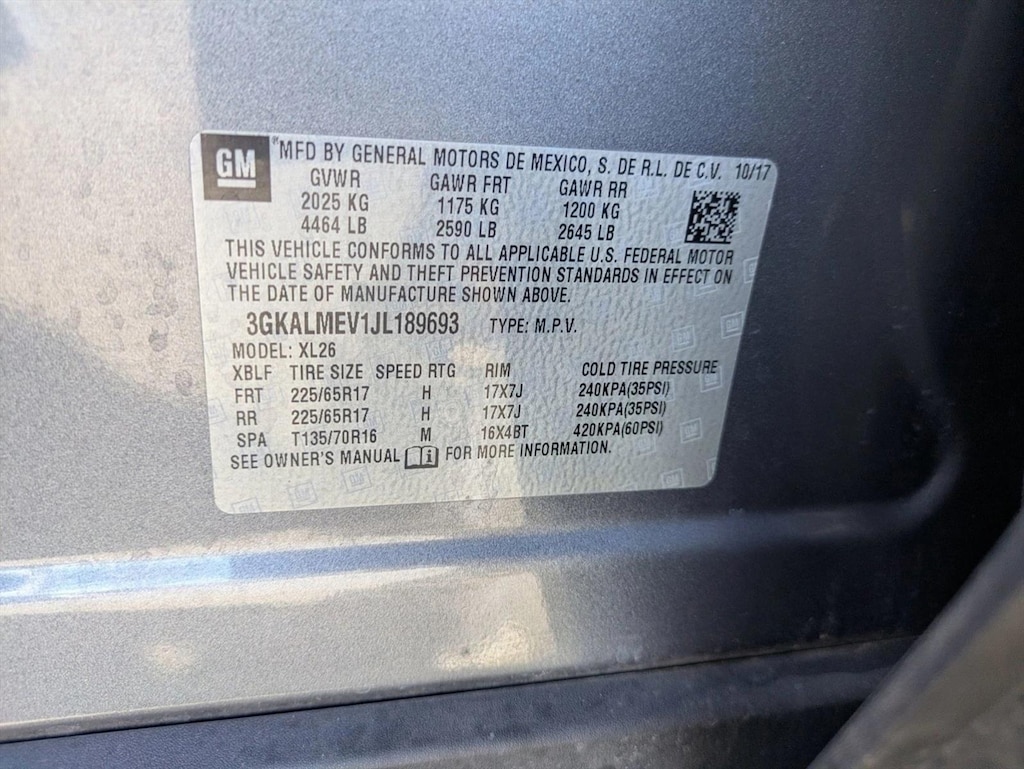 GM
MFD BY GENERAL MOTORS DE MEXICO, S. DE R.L. DE C.V. 10/17
GVWR GAWR FRT GAWR RR
2025 KG 1175 KG 1200 KG
4464 LB 2590 LB 2645 LB
THIS VEHICLE CONFORMS TO ALL APPLICABLE U.S. FEDERAL MOTOR
VEHICLE SAFETY AND THEFT PREVENTION STANDARDS IN EFFECT ON
THE DATE OF MANUFACTURE SHOWN ABOVE.
3GKALMEV1JL189693 TYPE: M.P.V.
MODEL: XL26
XBLF TIRE SIZE SPEED RTG RIM COLD TIRE PRESSURE
FRT 225/65R17 H 17X7J 240KPA(35PSI)
RR 225/65R17 H 17X7J 240KPA(35PSI)
SPA T135/70R16 M 16X4BT 420KPA(60PSI)
SEE OWNER'S MANUAL FOR MORE INFORMATION.